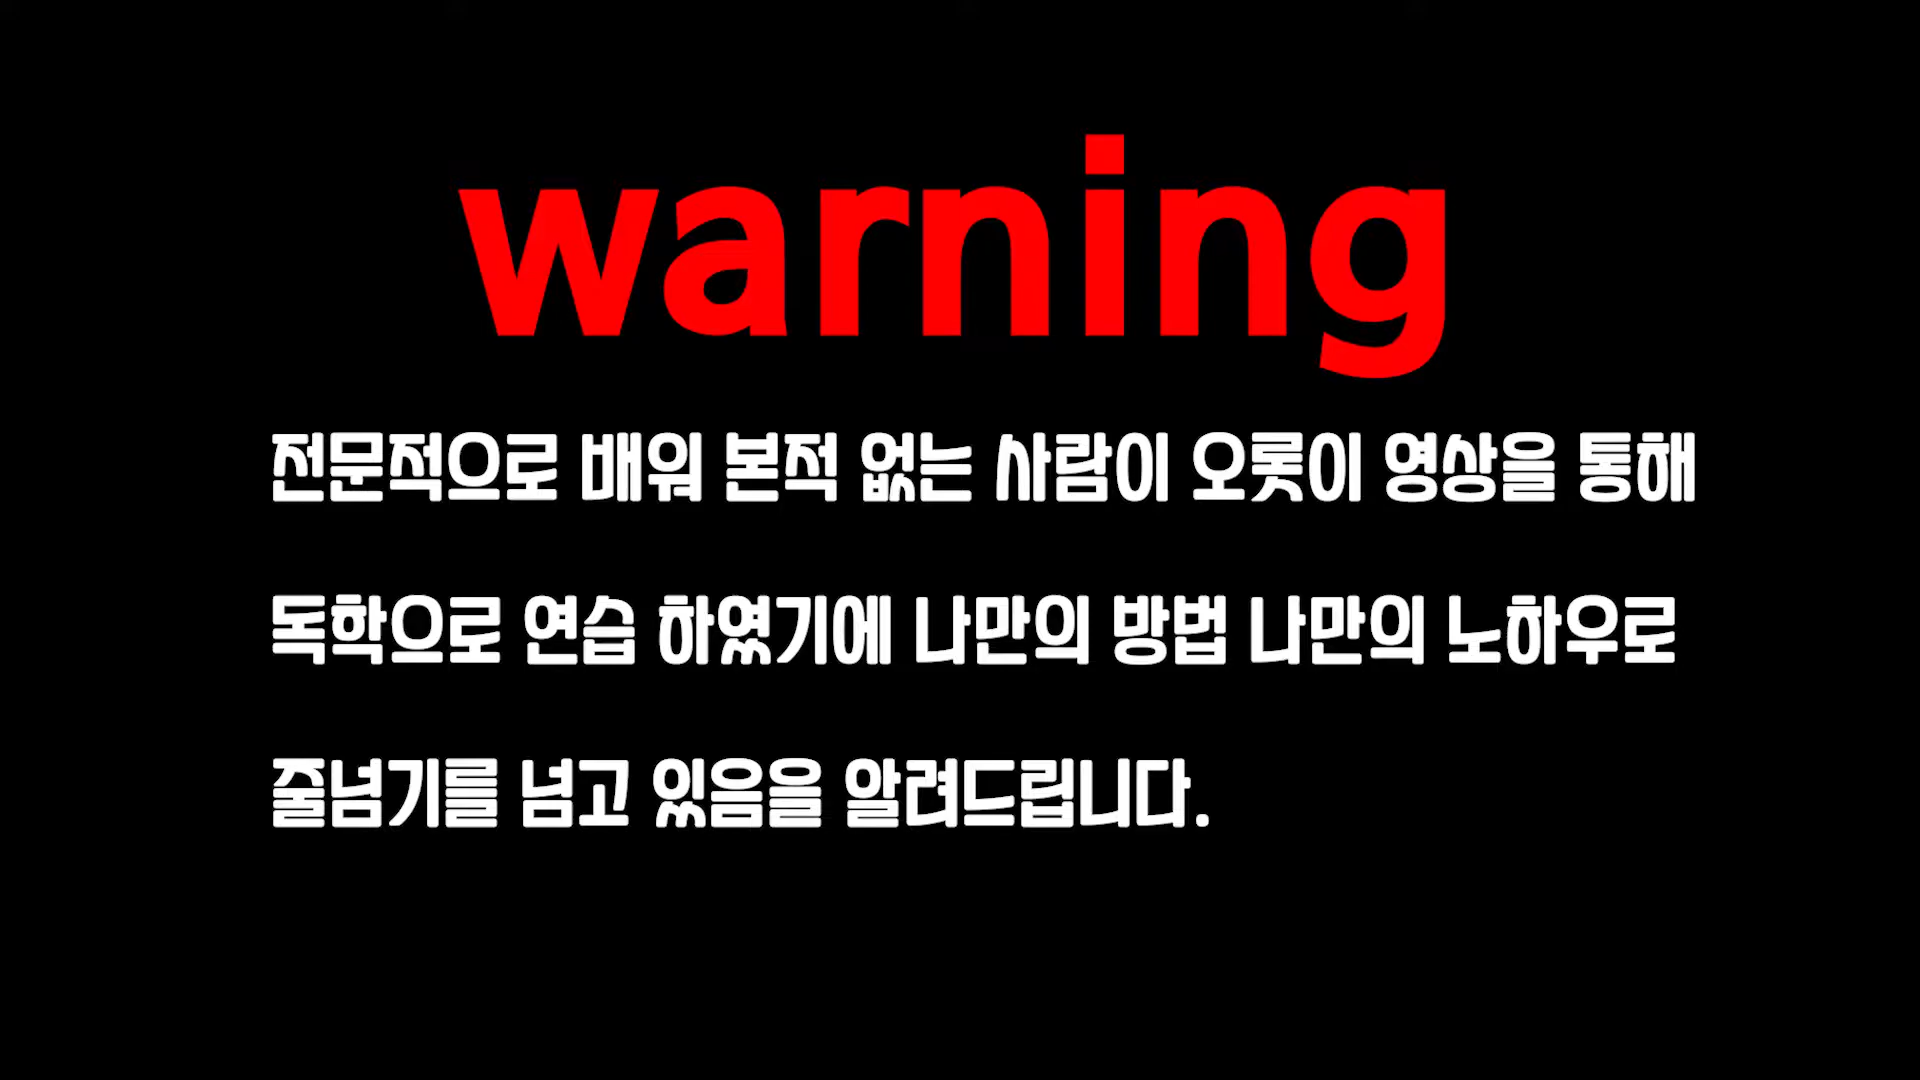 warning
전문적으로 배워 본적 없는 사람이 오롯이 영상을 통해
독학으로 연습 하였기에 나만의 방법 나만의 노하우로
줄넘기를 넘고 있음을 알려드립니다.